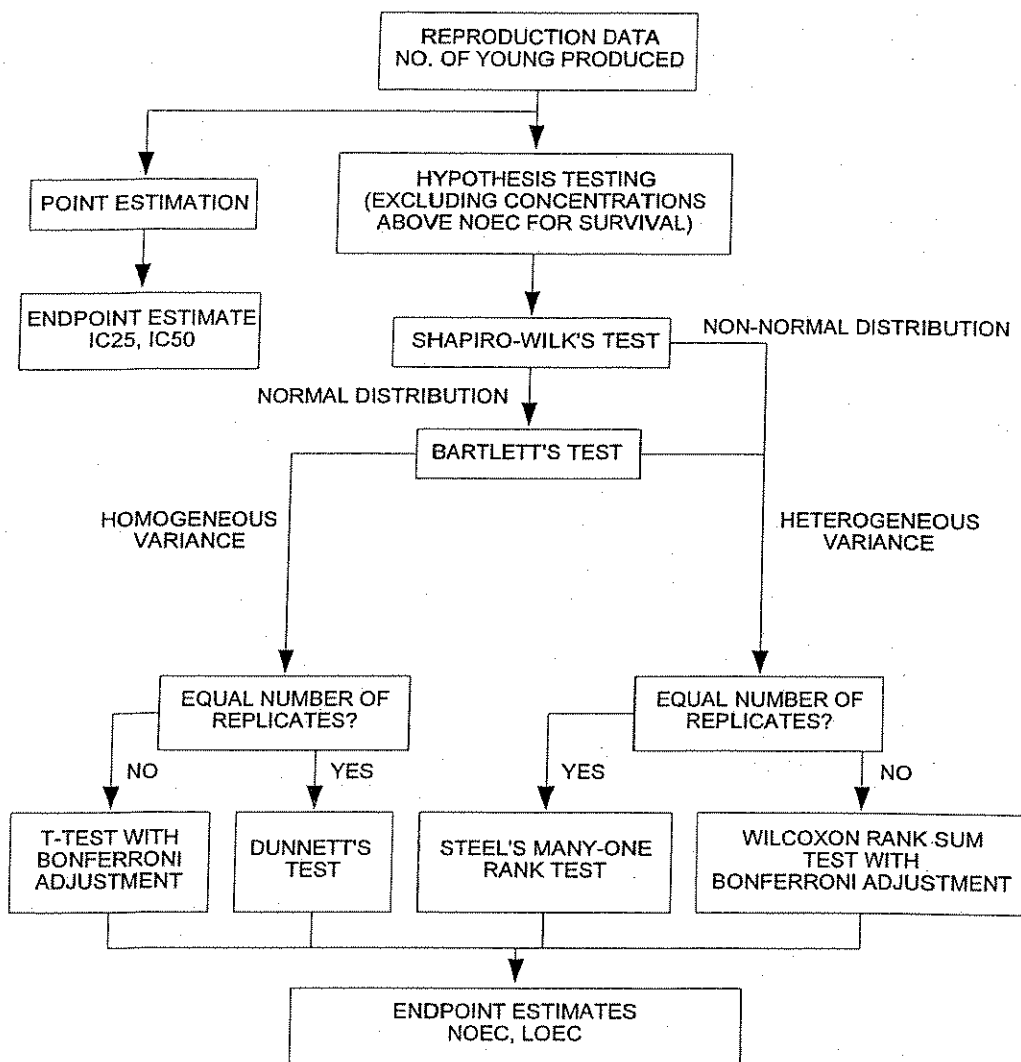 REPRODUCTION DATA
NO. OF YOUNG PRODUCED
POINT ESTIMATION
HYPOTHESIS TESTING
(EXCLUDING CONCENTRATIONS
ABOVE NOEC FOR SURVIVAL)
ENDPOINT ESTIMATE
IC25, IC50
SHAPIRO-WILK'S TEST
NON-NORMAL DISTRIBUTION
NORMAL DISTRIBUTION
BARTLETT'S TEST
HOMOGENEOUS
VARIANCE
HETEROGENEOUS
VARIANCE
EQUAL NUMBER OF
REPLICATES?
EQUAL NUMBER OF
REPLICATES?
NO
YES
YES
NO
T-TEST WITH
BONFERRONI
ADJUSTMENT
DUNNETT'S
TEST
STEEL'S MANY-ONE
RANK TEST
WILCOXON RANK SUM
TEST WITH
BONFERRONI ADJUSTMENT
ENDPOINT ESTIMATES
NOEC, LOEC